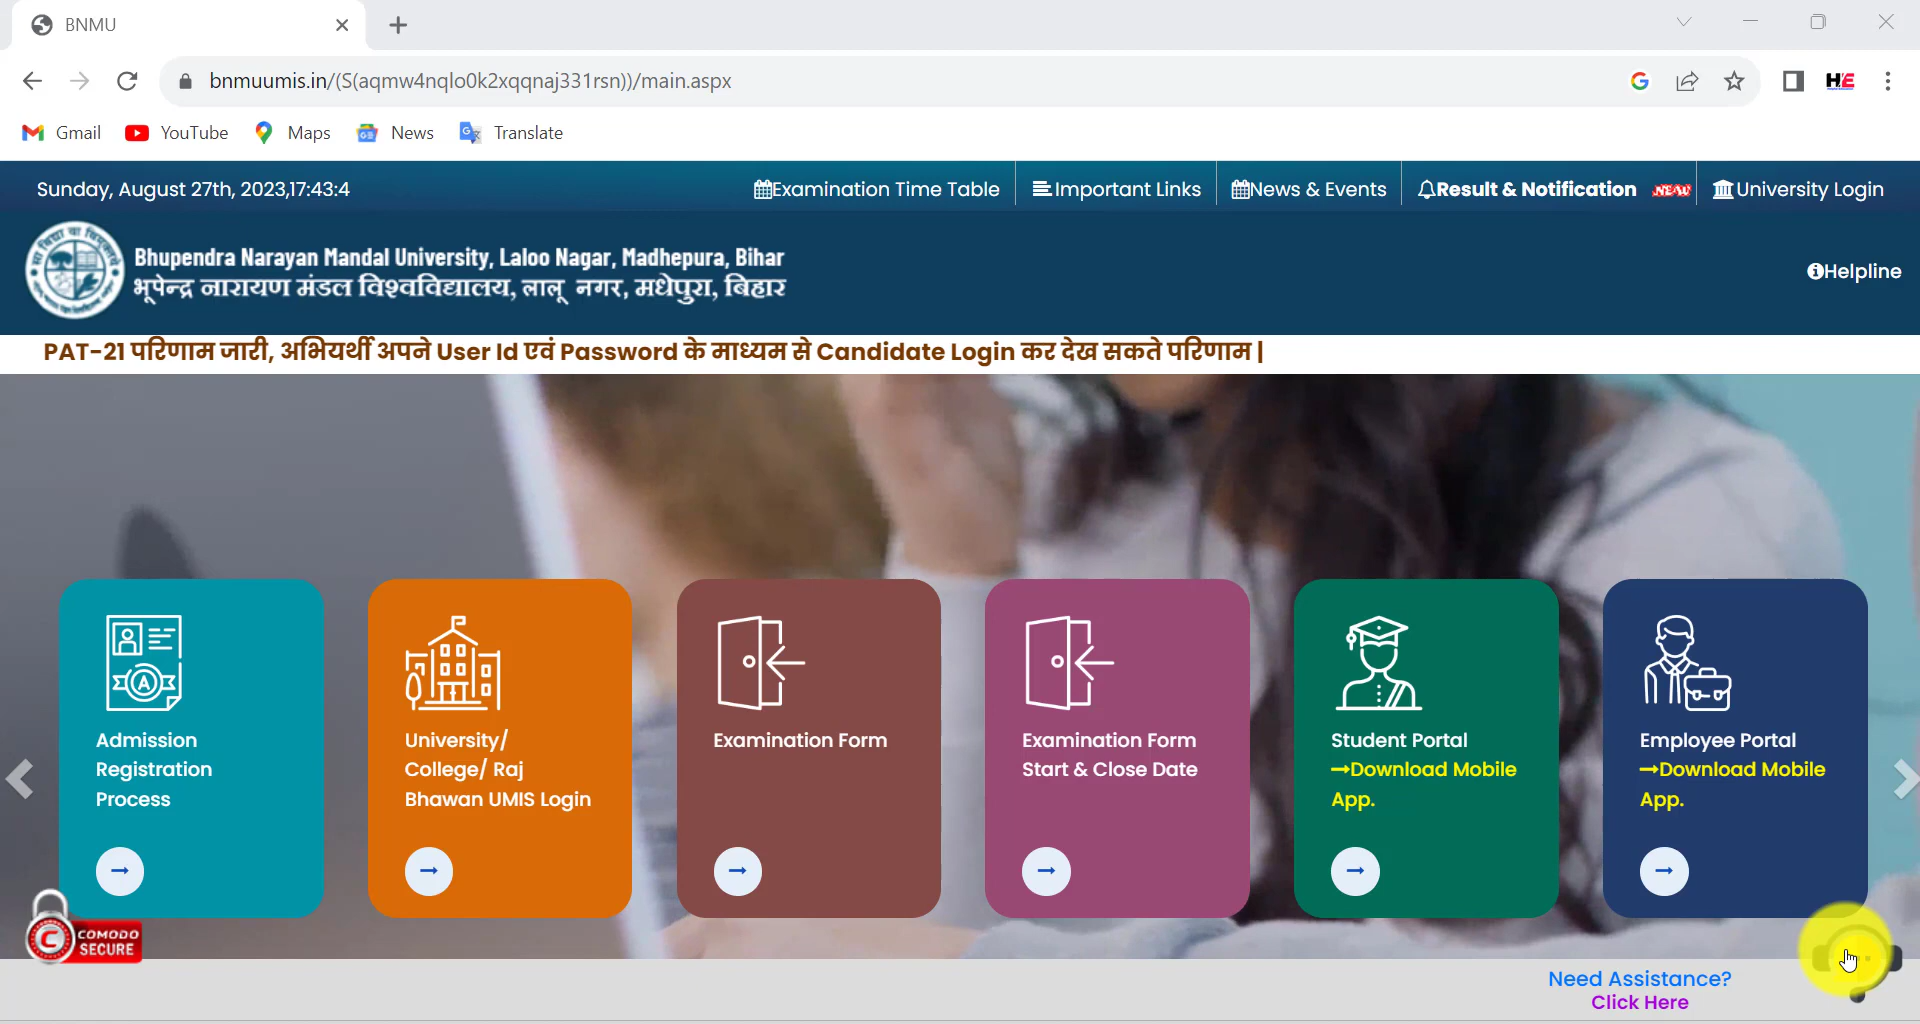 BNMU
bnmuumis.in/(S(aqmw4nqlo0k2xqqnaj331rsn))/main.aspx
Gmail
YouTube
Maps
News
Translate
Sunday, August 27th, 2023,17:43:4
Examination Time Table
Important Links
News & Events
Result & Notification NEW
University Login
Bhupendra Narayan Mandal University, Laloo Nagar, Madhepura, Bihar
भूपेन्द्र नारायण मंडल विश्वविद्यालय, लालू नगर, मधेपुरा, बिहार
Helpline
PAT-21 परिणाम जारी, अभियर्थी अपने User Id एवं Password के माध्यम से Candidate Login कर देख सकते परिणाम |
Admission
Registration
Process
University/
College/ Raj
Bhawan UMIS Login
Examination Form
Examination Form
Start & Close Date
Student Portal
→Download Mobile
App.
Employee Portal
→Download Mobile
App.
COMODO
SECURE
Need Assistance?
Click Here